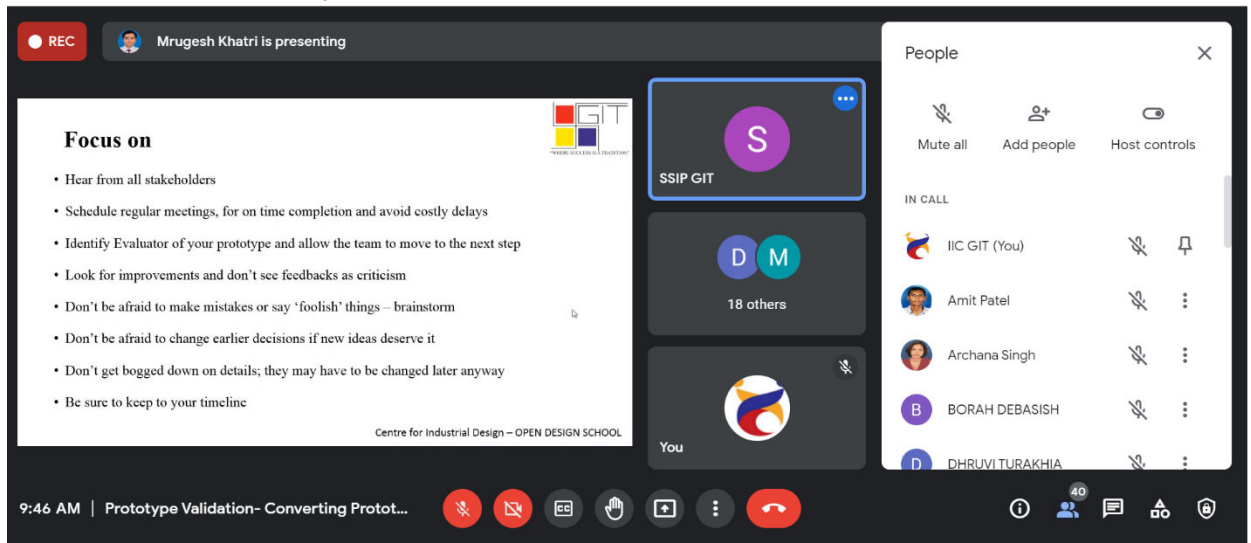 REC
Mrugesh Khatri is presenting
GIT
"WHERE SUCCESS IS A TRADITION"
Focus on
• Hear from all stakeholders
• Schedule regular meetings, for on time completion and avoid costly delays
• Identify Evaluator of your prototype and allow the team to move to the next step
• Look for improvements and don't see feedbacks as criticism
• Don't be afraid to make mistakes or say 'foolish' things – brainstorm
• Don't be afraid to change earlier decisions if new ideas deserve it
• Don't get bogged down on details; they may have to be changed later anyway
• Be sure to keep to your timeline
Centre for Industrial Design – OPEN DESIGN SCHOOL
S
SSIP GIT
D M
18 others
You
People
Mute all Add people Host controls
IN CALL
IIC GIT (You)
Amit Patel
Archana Singh
B BORAH DEBASISH
D DHRUVI TURAKHIA
9:46 AM | Prototype Validation- Converting Protot...
CC
40